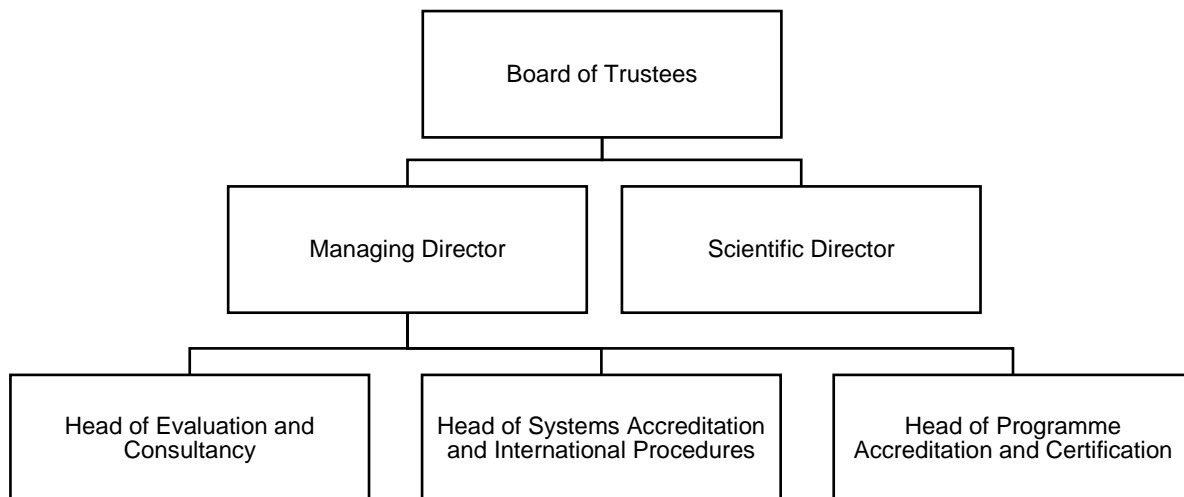 Board of Trustees
Managing Director
Scientific Director
Head of Evaluation and
Consultancy
Head of Systems Accreditation
and International Procedures
Head of Programme
Accreditation and Certification